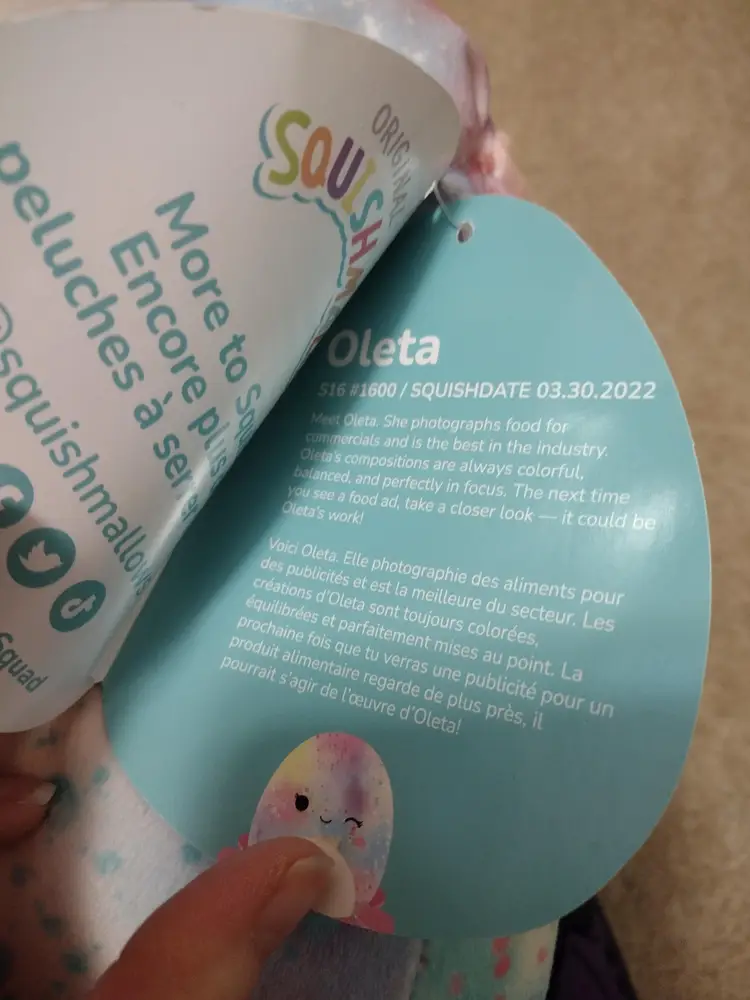 ORIGINAL
SQUISHM
More to Squ
Encore plus
peluches à serrer
@squishmallows
Squad
Oleta
S16 #1600 / SQUISHDATE 03.30.2022
Meet Oleta. She photographs food for
commercials and is the best in the industry.
Oleta's compositions are always colorful,
balanced, and perfectly in focus. The next time
you see a food ad, take a closer look — it could be
Oleta's work!
Voici Oleta. Elle photographie des aliments pour
des publicités et est la meilleure du secteur. Les
créations d'Oleta sont toujours colorées,
équilibrées et parfaitement mises au point. La
prochaine fois que tu verras une publicité pour un
produit alimentaire regarde de plus près, il
pourrait s'agir de l'œuvre d'Oleta!